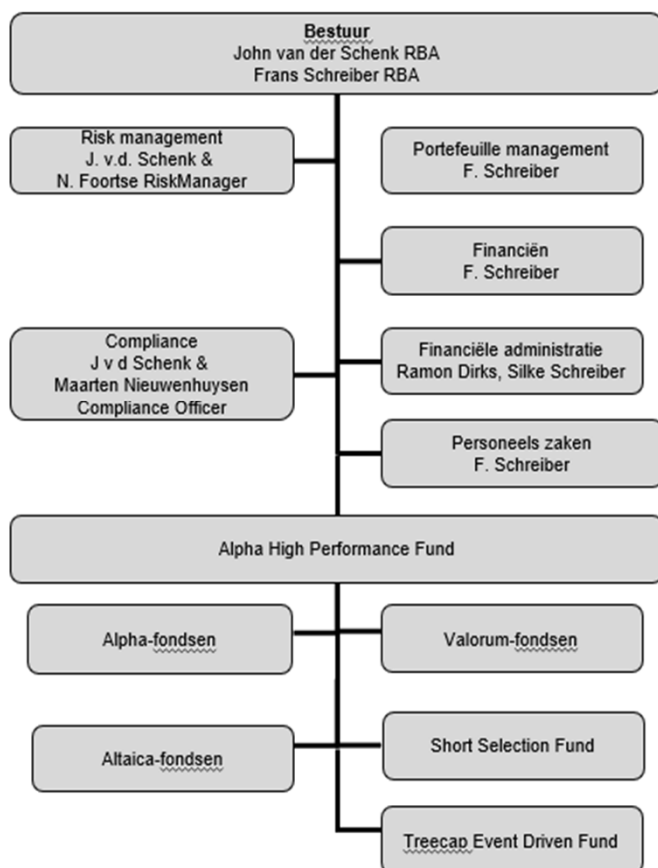 Bestuur
John van der Schenk RBA
Frans Schreiber RBA
Risk management
J. v.d. Schenk &
N. Foortse RiskManager
Portefeuille management
F. Schreiber
Financiën
F. Schreiber
Compliance
J v d Schenk &
Maarten Nieuwenhuysen
Compliance Officer
Financiële administratie
Ramon Dirks, Silke Schreiber
Personeels zaken
F. Schreiber
Alpha High Performance Fund
Alpha-fondsen
Valorum-fondsen
Altaica-fondsen
Short Selection Fund
Treecap Event Driven Fund